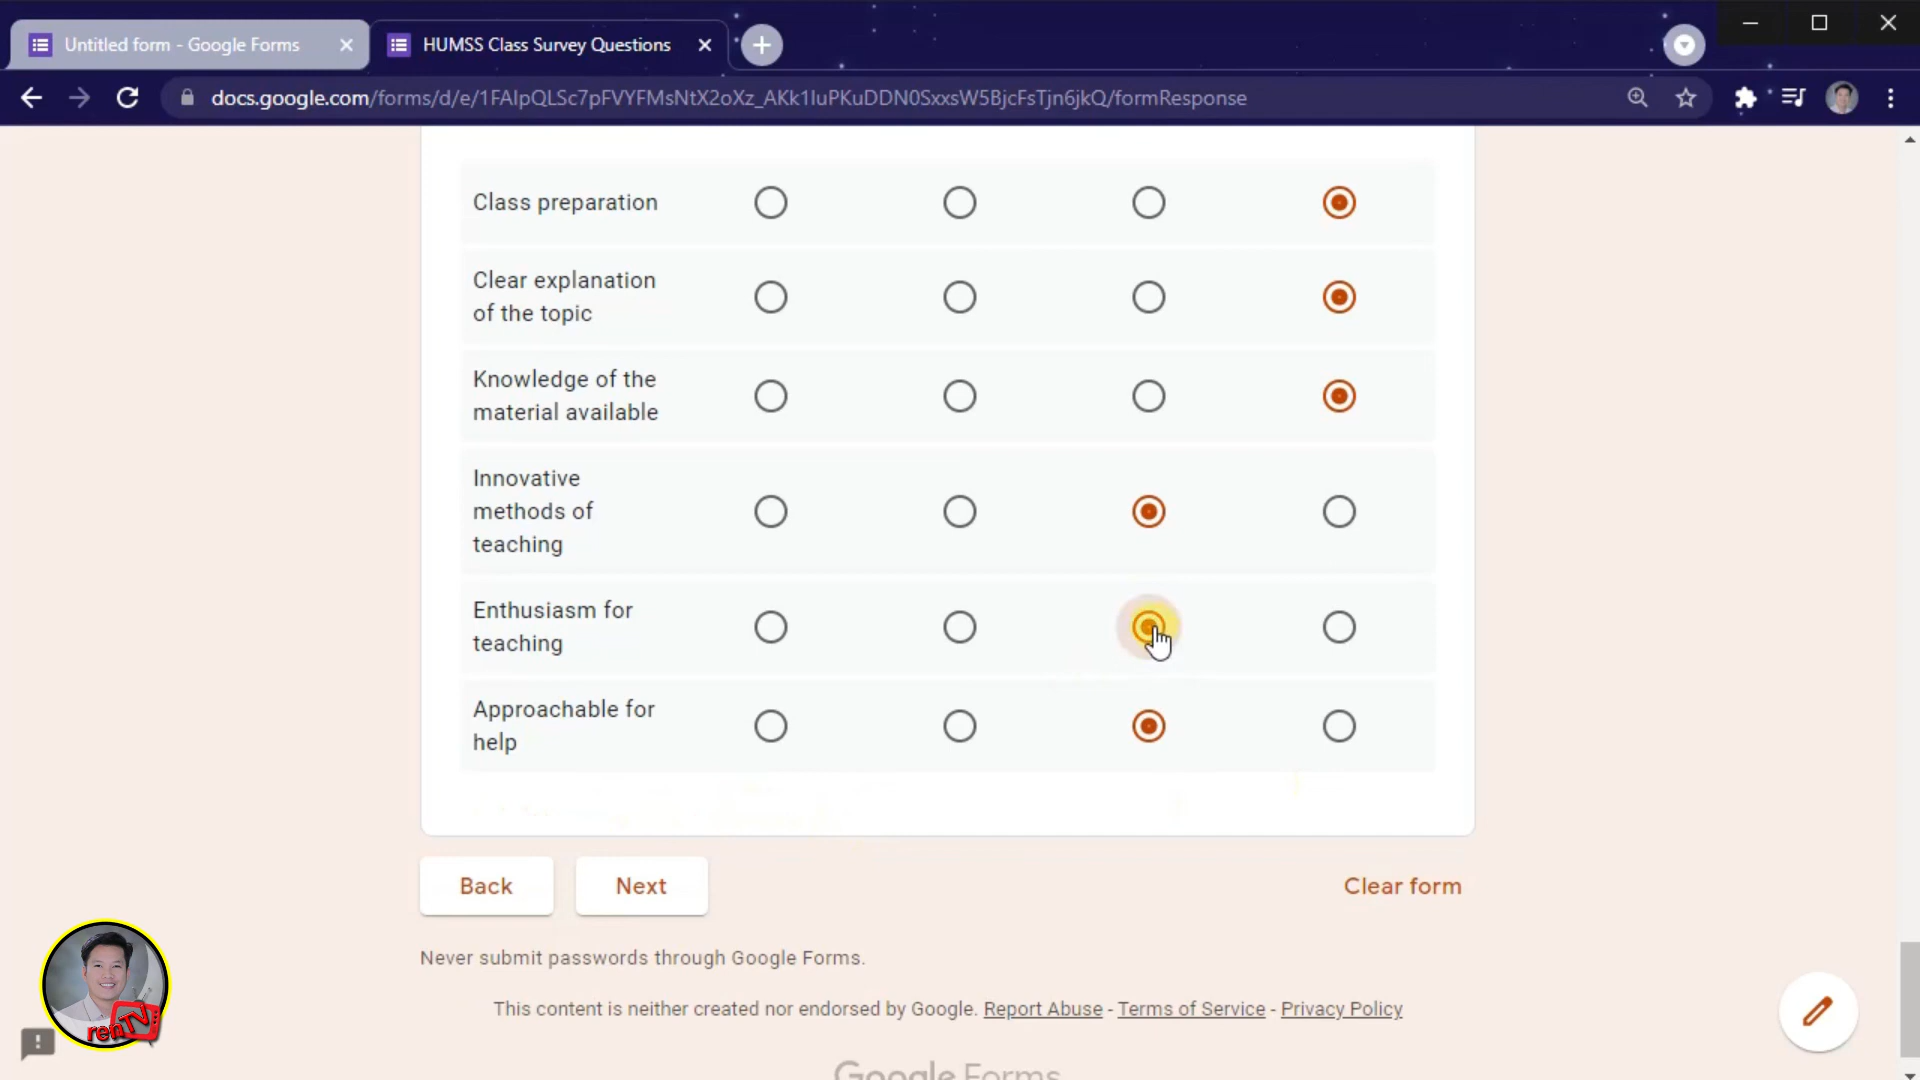 Untitled form - Google Forms
HUMSS Class Survey Questions
docs.google.com/forms/d/e/1FAIpQLSc7pFVYFMsNtX2oXz_AKk1IuPKuDDN0SxxsW5BjcFsTjn6jkQ/formResponse
Class preparation
Clear explanation
of the topic
Knowledge of the
material available
Innovative
methods of
teaching
Enthusiasm for
teaching
Approachable for
help
Back
Next
Clear form
Never submit passwords through Google Forms.
This content is neither created nor endorsed by Google. Report Abuse - Terms of Service - Privacy Policy
renTV
Google Forms